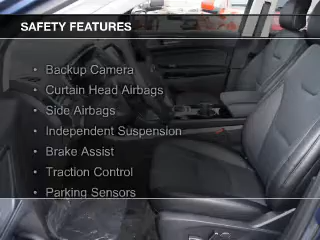 SAFETY FEATURES
• Backup Camera
• Curtain Head Airbags
• Side Airbags
• Independent Suspension
• Brake Assist
• Traction Control
• Parking Sensors